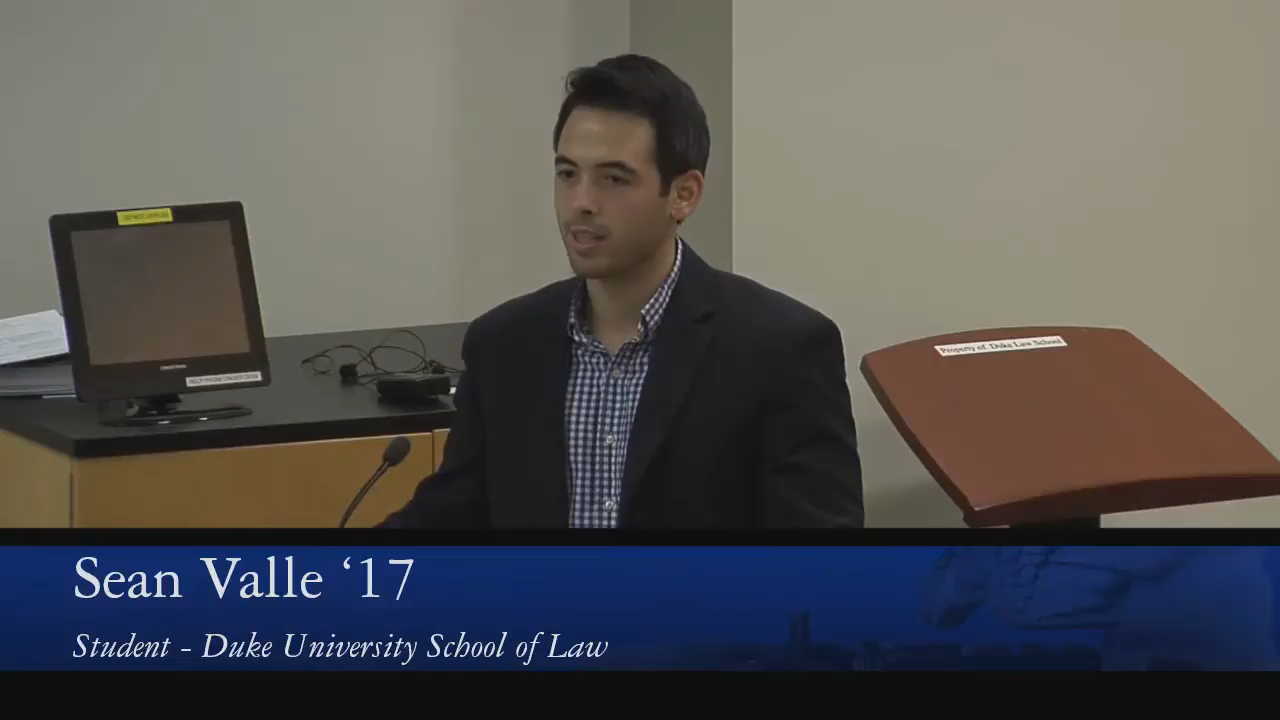 Property of Duke Law School
Sean Valle ‘17
Student - Duke University School of Law